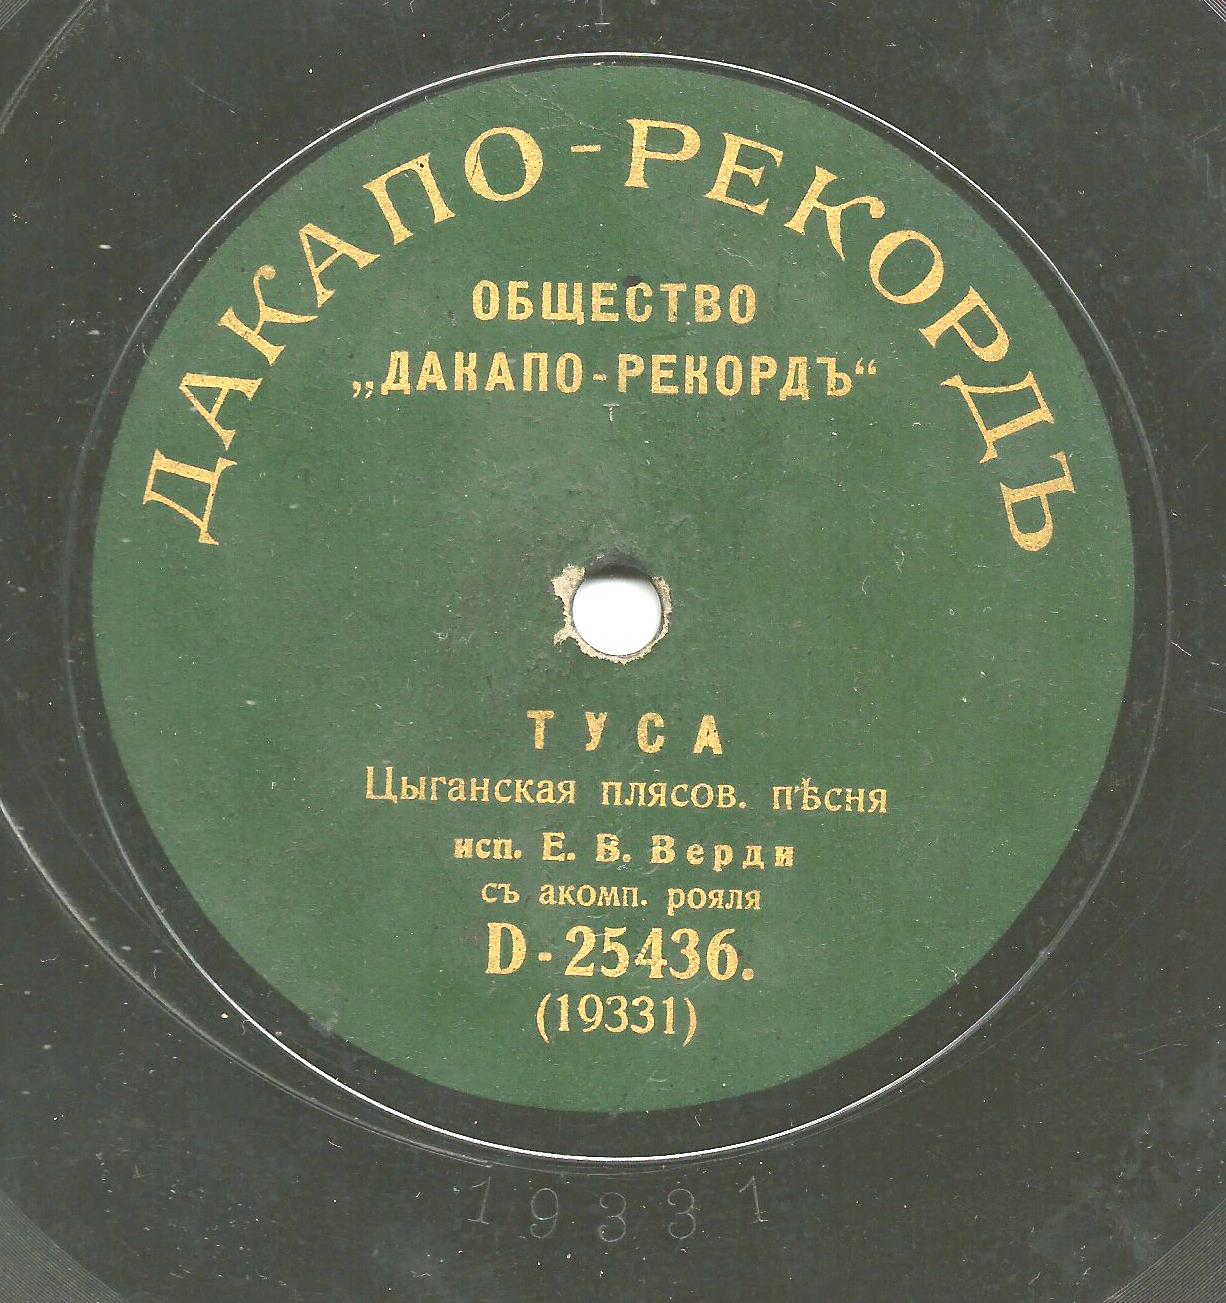 ДАКАПО-РЕКОРДЪ
ОБЩЕСТВО
„ДАКАПО-РЕКОРДЪ“
ТУСА
Цыганская плясов. пѣсня
исп. Е. В. Верди
съ акомп. рояля
D-25436.
(19331)
19331